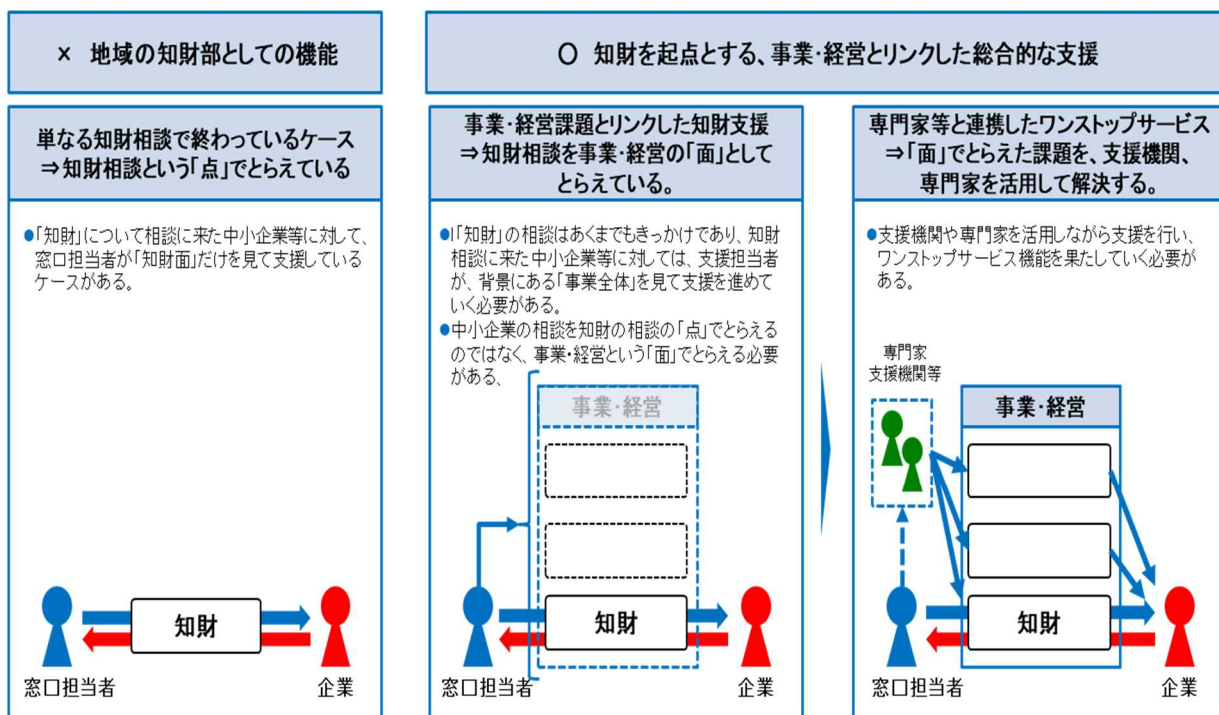 × 地域の知財部としての機能
単なる知財相談で終わっているケース
⇒知財相談という「点」でとらえている
●「知財」について相談に来た中小企業等に対して、
窓口担当者が「知財面」だけを見て支援している
ケースがある。
知財
窓口担当者
企業
〇 知財を起点とする、事業・経営とリンクした総合的な支援
事業・経営課題とリンクした知財支援
⇒知財相談を事業・経営の「面」として
とらえている。
●「「知財」の相談はあくまでもきっかけであり、知財
相談に来た中小企業等に対しては、支援担当者
が、背景にある「事業全体」を見て支援を進めて
いく必要がある。
●中小企業の相談を知財の相談の「点」でとらえる
のではなく、事業・経営という「面」でとらえる必要
がある、
事業・経営
知財
窓口担当者
企業
専門家等と連携したワンストップサービス
⇒「面」でとらえた課題を、支援機関、
専門家を活用して解決する。
●支援機関や専門家を活用しながら支援を行い、
ワンストップサービス機能を果たしていく必要が
ある。
専門家
支援機関等
事業・経営
知財
窓口担当者
企業